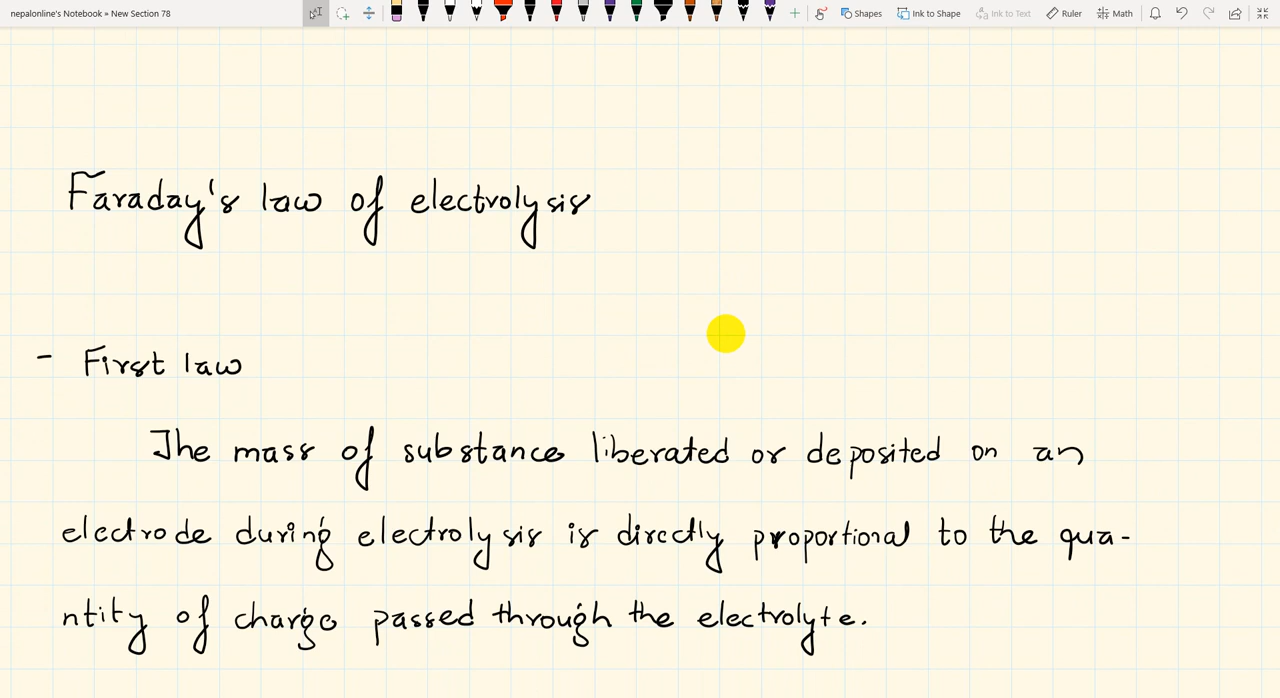 nepalonline's Notebook » New Section 78
Shapes Ink to Shape Ink to Text Ruler Math
Faraday's law of electrolysis
- First law
The mass of substance liberated or deposited on an
electrode during electrolysis is directly proportional to the qua-
ntity of charge passed through the electrolyte.